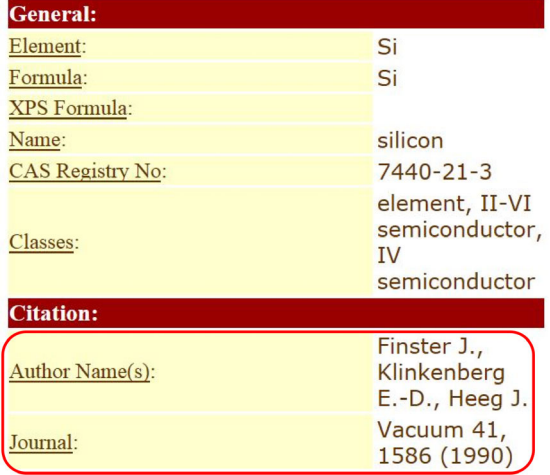 General:
Element: Si
Formula: Si
XPS Formula:
Name: silicon
CAS Registry No: 7440-21-3
Classes: element, II-VI
semiconductor,
IV
semiconductor
Citation:
Author Name(s): Finster J.,
Klinkenberg
E.-D., Heeg J.
Journal: Vacuum 41,
1586 (1990)